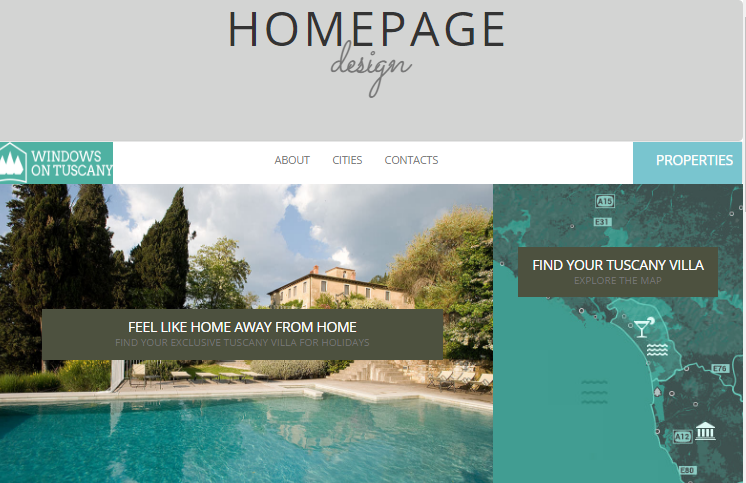 HOMEPAGE
design
WINDOWS
ON TUSCANY
ABOUT CITIES CONTACTS
PROPERTIES
FEEL LIKE HOME AWAY FROM HOME
FIND YOUR EXCLUSIVE TUSCANY VILLA FOR HOLIDAYS
A15
E31
FIND YOUR TUSCANY VILLA
EXPLORE THE MAP
E76
A12
E80